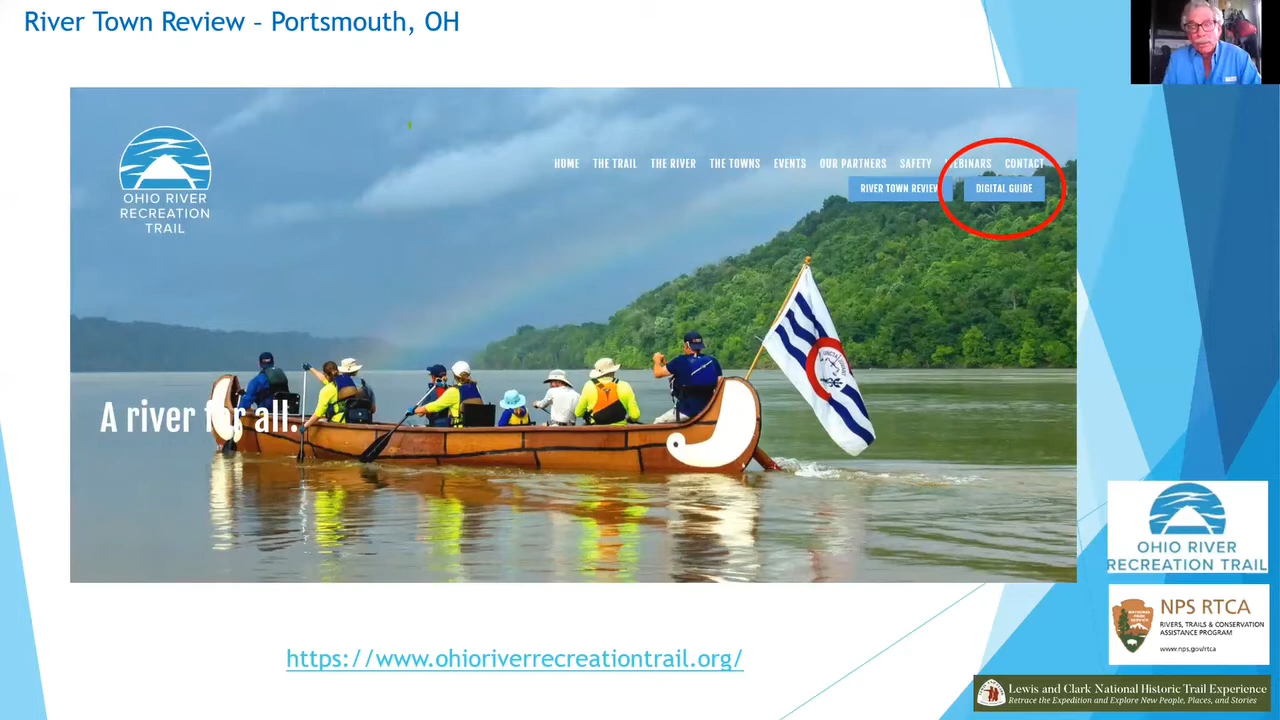 River Town Review – Portsmouth, OH
OHIO RIVER
RECREATION
TRAIL
HOME THE TRAIL THE RIVER THE TOWNS EVENTS OUR PARTNERS SAFETY WEBINARS CONTACT
RIVER TOWN REVIEW DIGITAL GUIDE
A river for all.
https://www.ohioriverrecreationtrail.org/
OHIO RIVER
RECREATION TRAIL
NPS RTCA
RIVERS, TRAILS & CONSERVATION
ASSISTANCE PROGRAM
www.nps.gov/rtca
Lewis and Clark National Historic Trail Experience
Retrace the Expedition and Explore New People, Places, and Stories